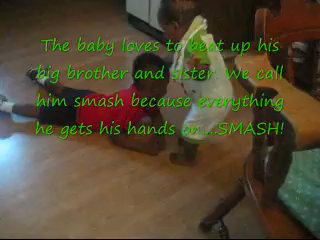 The baby loves to beat up his
big brother and sister. We call
him smash because everything
he gets his hands on...SMASH!